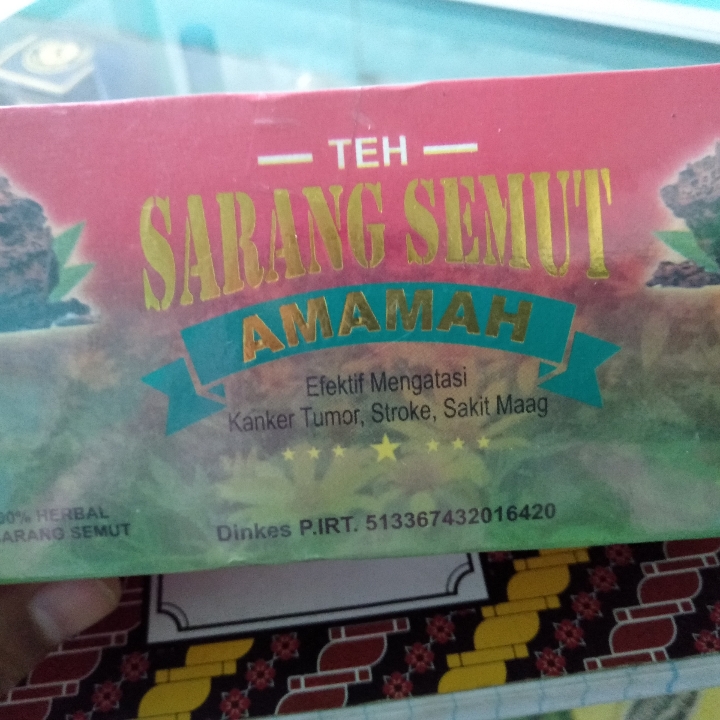 TEH
SARANG SEMUT
AMAMAH
Efektif Mengatasi
Kanker Tumor, Stroke, Sakit Maag
HERBAL
SARANG SEMUT
Dinkes P.IRT. 513367432016420